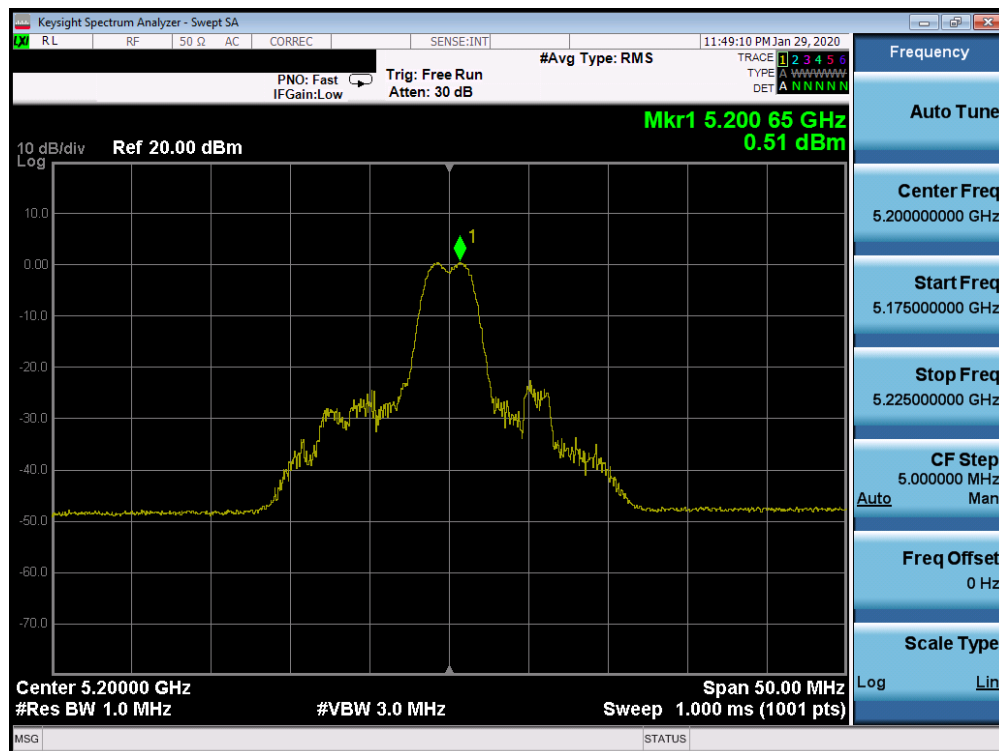 Keysight Spectrum Analyzer - Swept SA
LXI RL RF 50 Ω AC CORREC SENSE:INT 11:49:10 PM Jan 29, 2020
#Avg Type: RMS
TRACE 1 2 3 4 5 6
TYPE A WWWWW
DET A N N N N N
PNO: Fast
IFGain:Low
Trig: Free Run
Atten: 30 dB
Mkr1 5.200 65 GHz
0.51 dBm
10 dB/div Ref 20.00 dBm
Log
10.0
0.00
-10.0
-20.0
-30.0
-40.0
-50.0
-60.0
-70.0
1
Center 5.20000 GHz Span 50.00 MHz
#Res BW 1.0 MHz #VBW 3.0 MHz Sweep 1.000 ms (1001 pts)
MSG STATUS
Frequency
Auto Tune
Center Freq
5.200000000 GHz
Start Freq
5.175000000 GHz
Stop Freq
5.225000000 GHz
CF Step
5.000000 MHz
Auto Man
Freq Offset
0 Hz
Scale Type
Log Lin